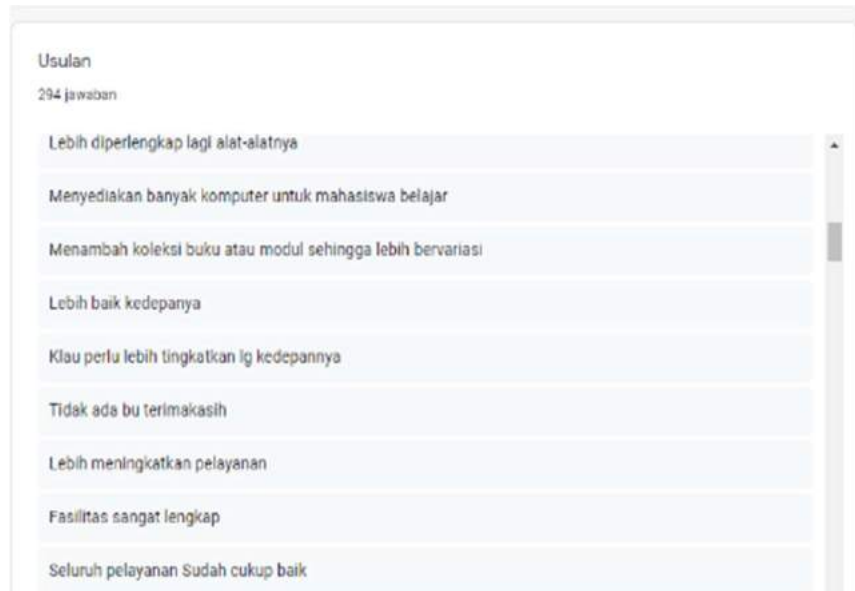 Usulan
294 jawaban
Lebih diperlengkap lagi alat-alatnya
Menyediakan banyak komputer untuk mahasiswa belajar
Menambah koleksi buku atau modul sehingga lebih bervariasi
Lebih baik kedepanya
Klau perlu lebih tingkatkan lg kedepannya
Tidak ada bu terimakasih
Lebih meningkatkan pelayanan
Fasilitas sangat lengkap
Seluruh pelayanan Sudah cukup baik